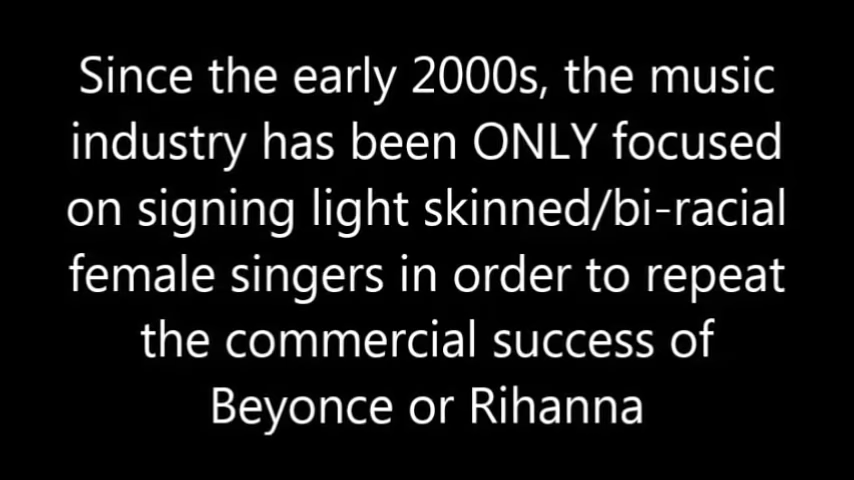 Since the early 2000s, the music
industry has been ONLY focused
on signing light skinned/bi-racial
female singers in order to repeat
the commercial success of
Beyonce or Rihanna